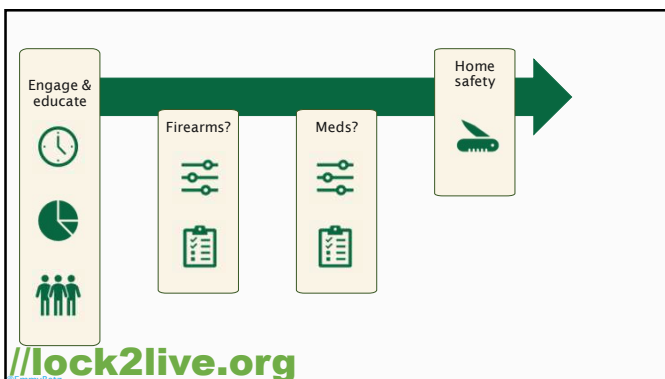 Engage &
educate
Firearms?
Meds?
Home
safety
//lock2live.org